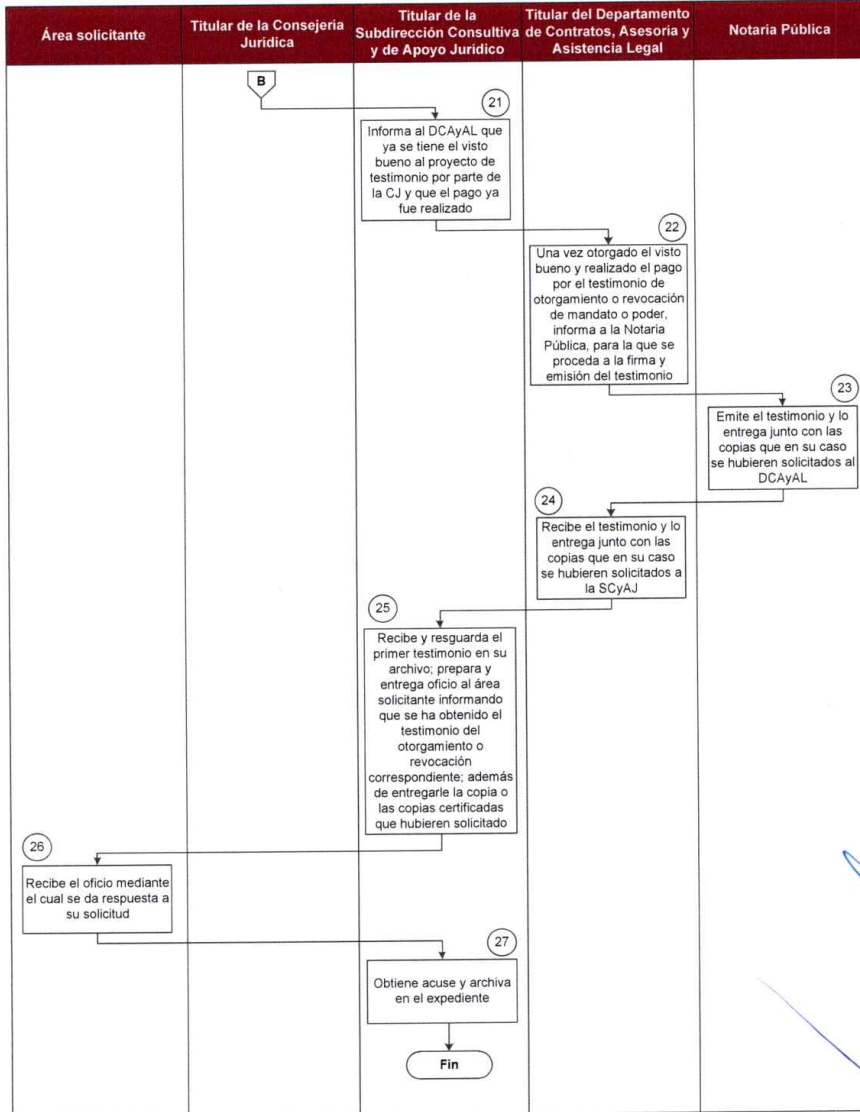 Área solicitante
Titular de la Consejería
Jurídica
Titular de la
Subdirección Consultiva
y de Apoyo Jurídico
Titular del Departamento
de Contratos, Asesoría y
Asistencia Legal
Notaria Pública
B
21
Informa al DCAyAL que
ya se tiene el visto
bueno al proyecto de
testimonio por parte de
la CJ y que el pago ya
fue realizado
22
Una vez otorgado el visto
bueno y realizado el pago
por el testimonio de
otorgamiento o revocación
de mandato o poder,
informa a la Notaria
Pública, para la que se
proceda a la firma y
emisión del testimonio
23
Emite el testimonio y lo
entrega junto con las
copias que en su caso
se hubieren solicitados al
DCAyAL
24
Recibe el testimonio y lo
entrega junto con las
copias que en su caso
se hubieren solicitados a
la SCyAJ
25
Recibe y resguarda el
primer testimonio en su
archivo; prepara y
entrega oficio al área
solicitante informando
que se ha obtenido el
testimonio del
otorgamiento o
revocación
correspondiente; además
de entregarle la copia o
las copias certificadas
que hubieren solicitado
26
Recibe el oficio mediante
el cual se da respuesta a
su solicitud
27
Obtiene acuse y archiva
en el expediente
Fin